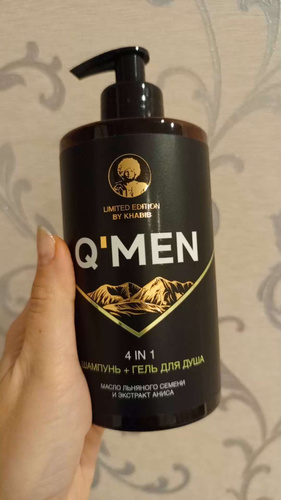 LIMITED EDITION
BY KHABIB
Q'MEN
4 IN 1
ШАМПУНЬ + ГЕЛЬ ДЛЯ ДУША
МАСЛО ЛЬНЯНОГО СЕМЕНИ
И ЭКСТРАКТ АНИСА